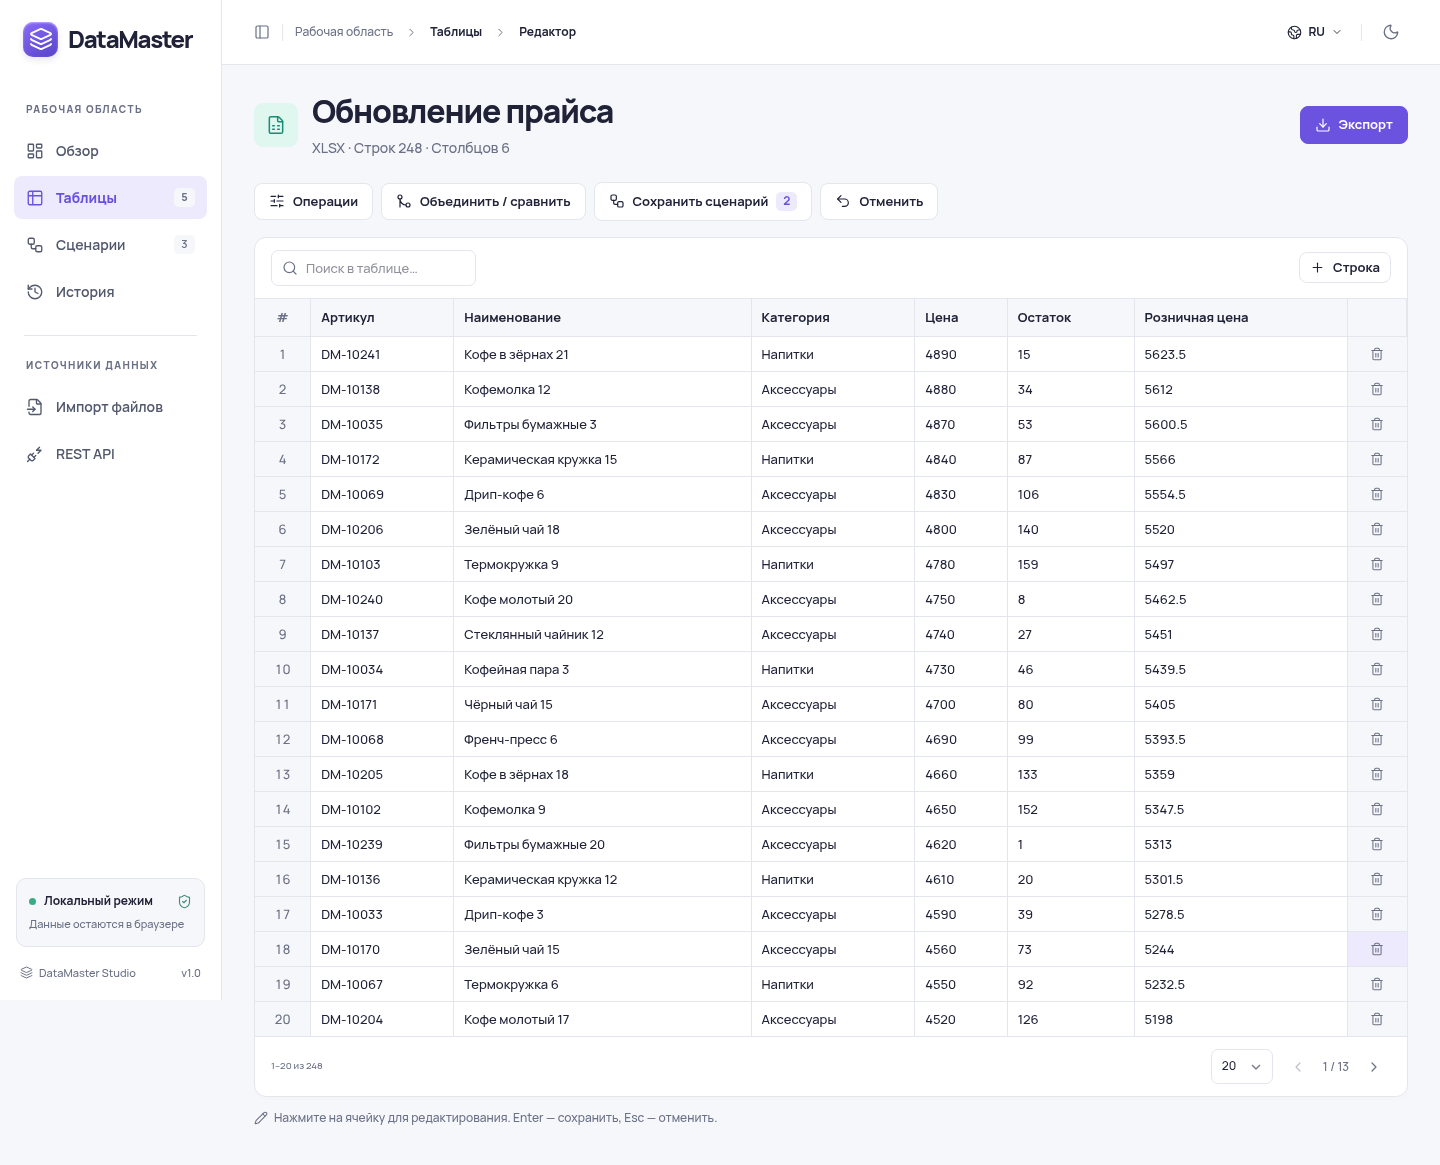 DataMaster
РАБОЧАЯ ОБЛАСТЬ
Обзор
Таблицы 5
Сценарии 3
История
ИСТОЧНИКИ ДАННЫХ
Импорт файлов
REST API
Локальный режим
Данные остаются в браузере
DataMaster Studio v1.0
Рабочая область > Таблицы > Редактор
RU
Обновление прайса
XLSX · Строк 248 · Столбцов 6
Экспорт
Операции
Объединить / сравнить
Сохранить сценарий 2
Отменить
Поиск в таблице...
+ Строка
# Артикул Наименование Категория Цена Остаток Розничная цена
1 DM-10241 Кофе в зёрнах 21 Напитки 4890 15 5623.5
2 DM-10138 Кофемолка 12 Аксессуары 4880 34 5612
3 DM-10035 Фильтры бумажные 3 Аксессуары 4870 53 5600.5
4 DM-10172 Керамическая кружка 15 Напитки 4840 87 5566
5 DM-10069 Дрип-кофе 6 Аксессуары 4830 106 5554.5
6 DM-10206 Зелёный чай 18 Аксессуары 4800 140 5520
7 DM-10103 Термокружка 9 Напитки 4780 159 5497
8 DM-10240 Кофе молотый 20 Аксессуары 4750 8 5462.5
9 DM-10137 Стеклянный чайник 12 Аксессуары 4740 27 5451
10 DM-10034 Кофейная пара 3 Напитки 4730 46 5439.5
11 DM-10171 Чёрный чай 15 Аксессуары 4700 80 5405
12 DM-10068 Френч-пресс 6 Аксессуары 4690 99 5393.5
13 DM-10205 Кофе в зёрнах 18 Напитки 4660 133 5359
14 DM-10102 Кофемолка 9 Аксессуары 4650 152 5347.5
15 DM-10239 Фильтры бумажные 20 Аксессуары 4620 1 5313
16 DM-10136 Керамическая кружка 12 Напитки 4610 20 5301.5
17 DM-10033 Дрип-кофе 3 Аксессуары 4590 39 5278.5
18 DM-10170 Зелёный чай 15 Аксессуары 4560 73 5244
19 DM-10067 Термокружка 6 Напитки 4550 92 5232.5
20 DM-10204 Кофе молотый 17 Аксессуары 4520 126 5198
1–20 из 248
20
1 / 13
Нажмите на ячейку для редактирования. Enter — сохранить, Esc — отменить.